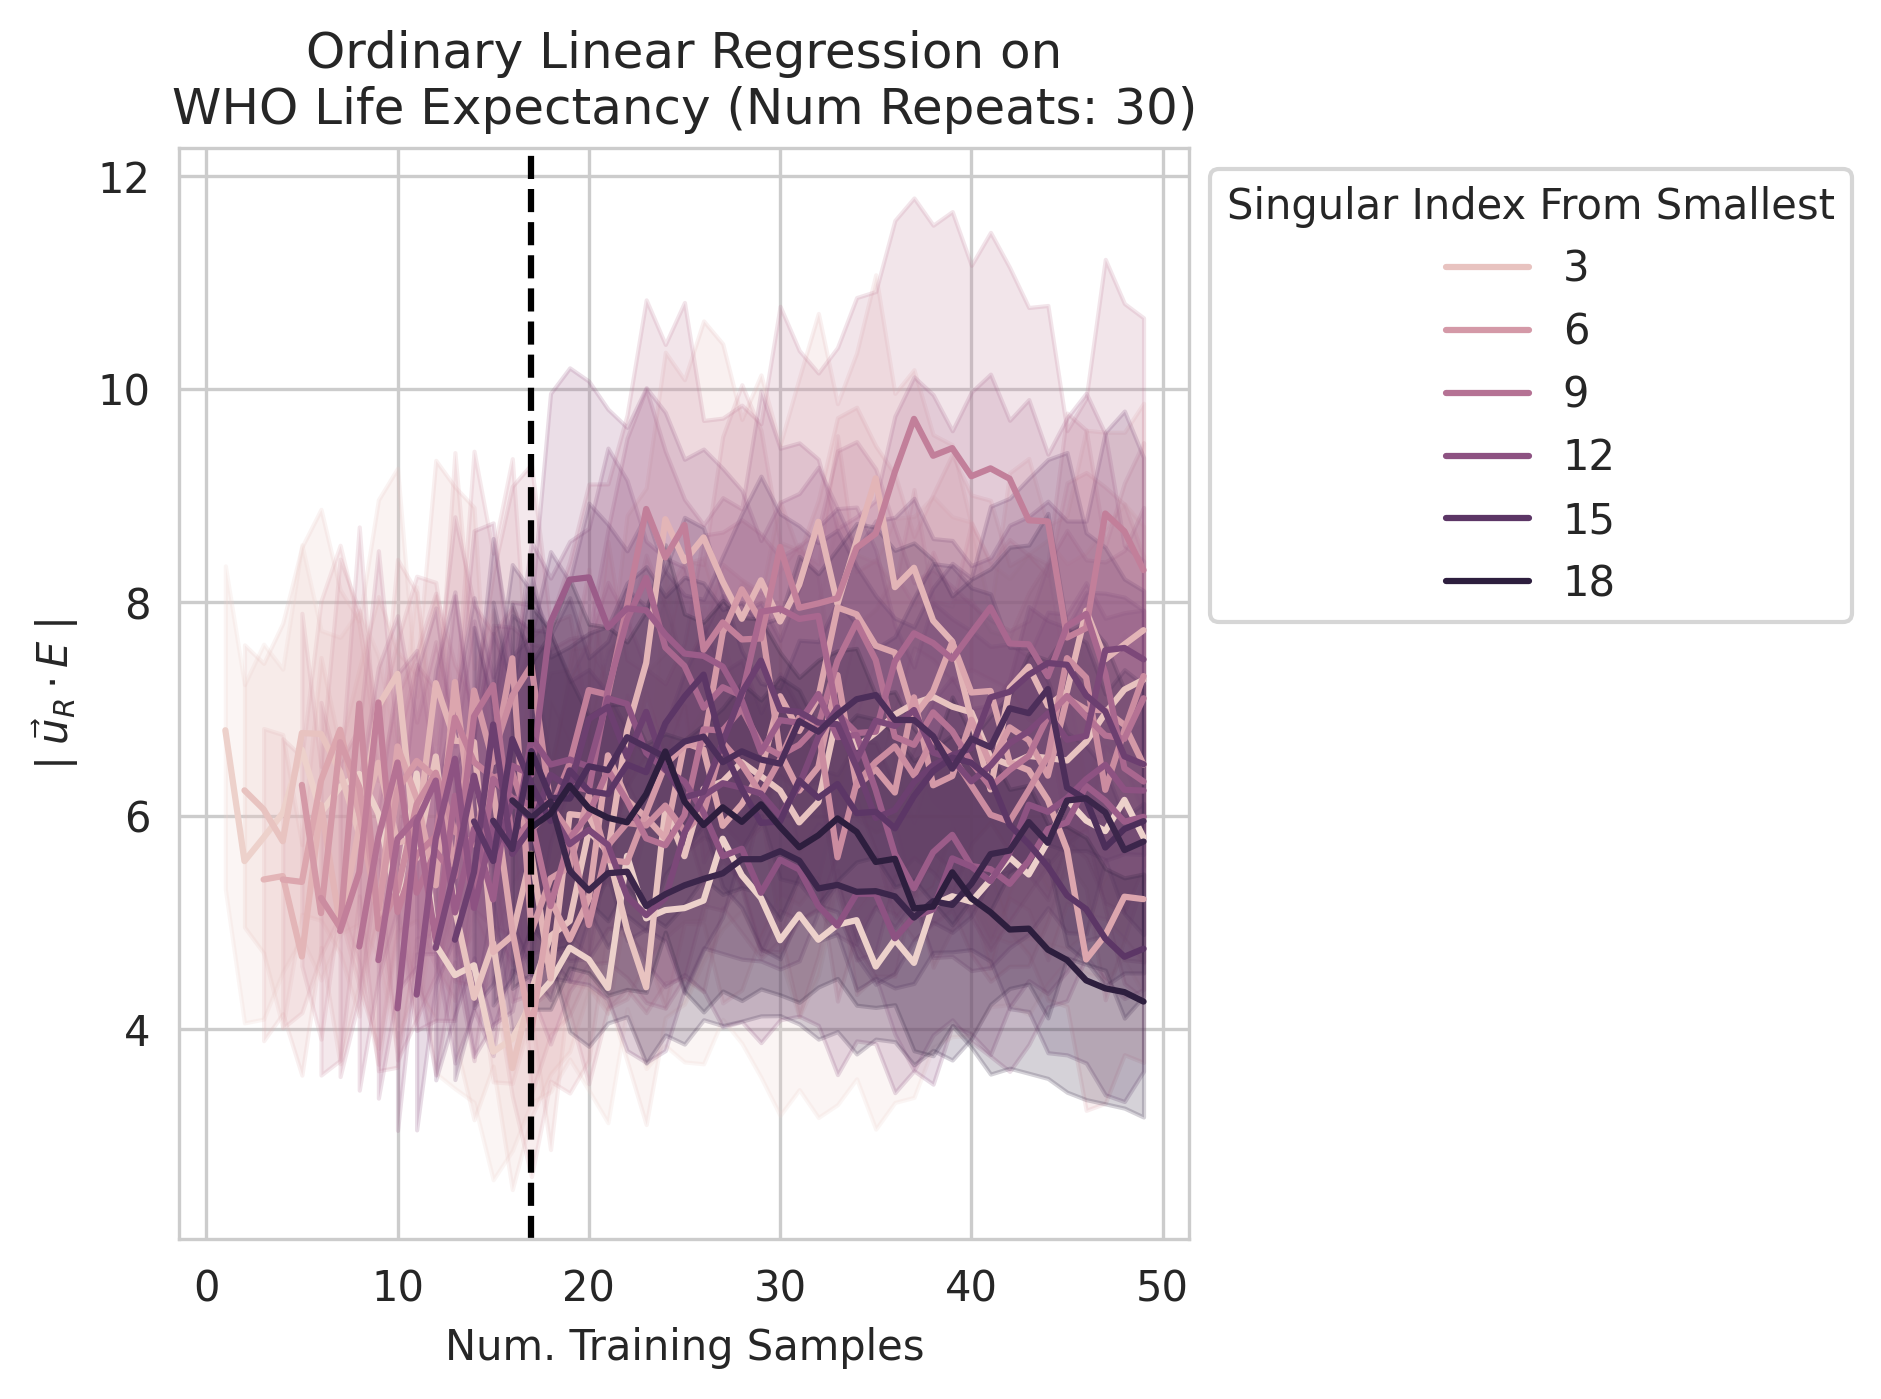 Ordinary Linear Regression on
WHO Life Expectancy (Num Repeats: 30)
| u⃗_R · E |
12
10
8
6
4
0 10 20 30 40 50
Num. Training Samples
Singular Index From Smallest
3
6
9
12
15
18